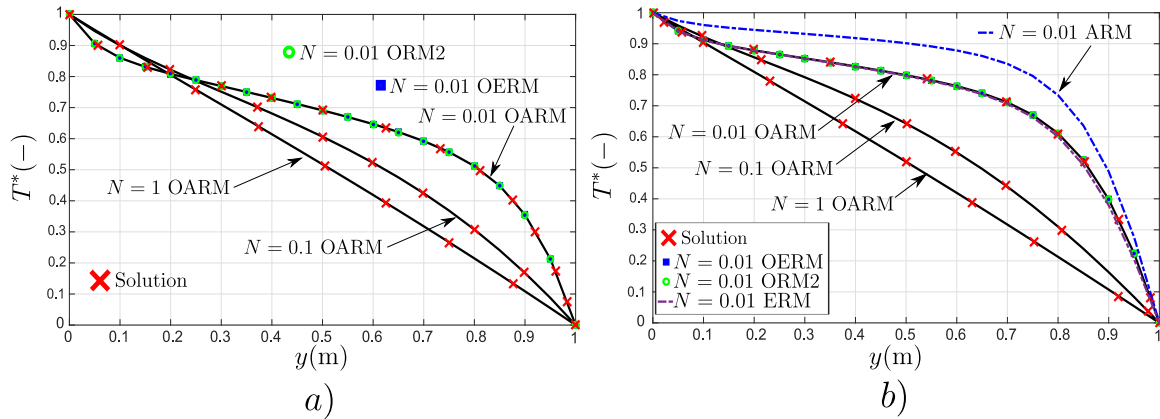 1
0.9
0.8
0.7
0.6
0.5
0.4
0.3
0.2
0.1
0
T*(−)
N = 0.01 ORM2
N = 0.01 OERM
N = 0.01 OARM
N = 1 OARM
N = 0.1 OARM
Solution
0 0.1 0.2 0.3 0.4 0.5 0.6 0.7 0.8 0.9 1
y(m)
a)
1
0.9
0.8
0.7
0.6
0.5
0.4
0.3
0.2
0.1
0
T*(−)
N = 0.01 ARM
N = 0.01 OARM
N = 0.1 OARM
N = 1 OARM
Solution
N = 0.01 OERM
N = 0.01 ORM2
N = 0.01 ERM
0 0.1 0.2 0.3 0.4 0.5 0.6 0.7 0.8 0.9 1
y(m)
b)